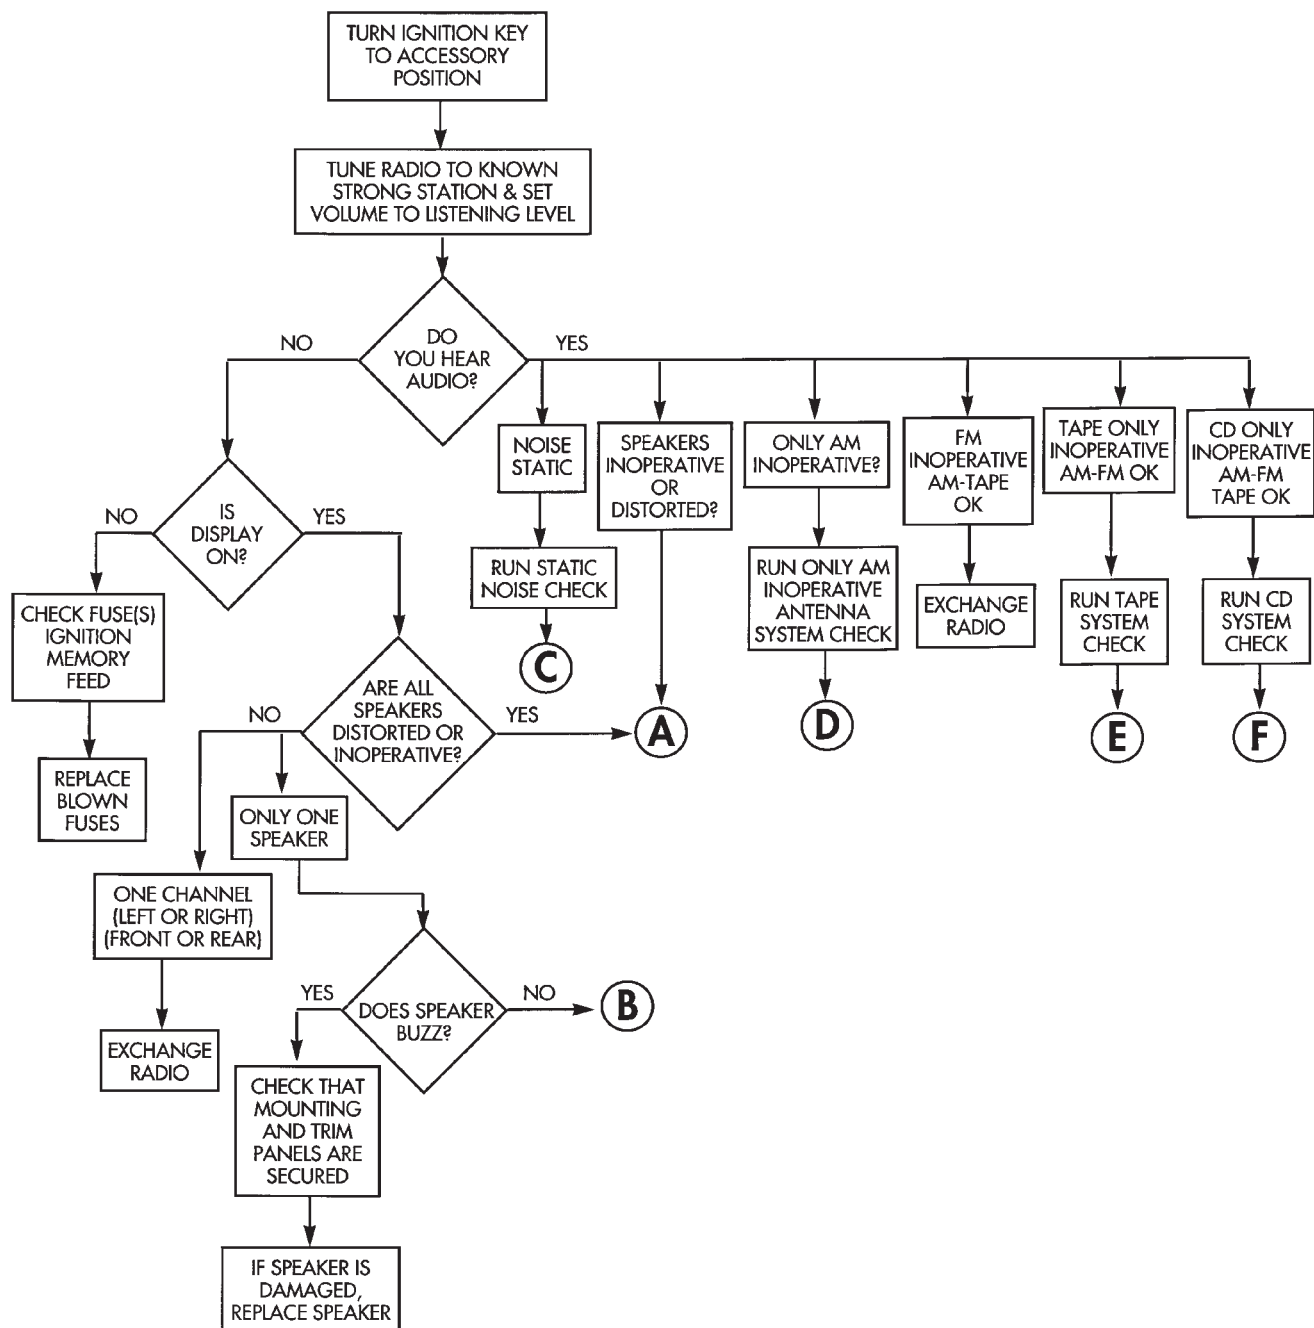 TURN IGNITION KEY
TO ACCESSORY
POSITION
TUNE RADIO TO KNOWN
STRONG STATION & SET
VOLUME TO LISTENING LEVEL
DO
YOU HEAR
AUDIO?
NO
YES
NOISE
STATIC
SPEAKERS
INOPERATIVE
OR
DISTORTED?
ONLY AM
INOPERATIVE?
FM
INOPERATIVE
AM-TAPE
OK
TAPE ONLY
INOPERATIVE
AM-FM OK
CD ONLY
INOPERATIVE
AM-FM
TAPE OK
IS
DISPLAY
ON?
NO
YES
RUN STATIC
NOISE CHECK
RUN ONLY AM
INOPERATIVE
ANTENNA
SYSTEM CHECK
EXCHANGE
RADIO
RUN TAPE
SYSTEM
CHECK
RUN CD
SYSTEM
CHECK
CHECK FUSE(S)
IGNITION
MEMORY
FEED
C
ARE ALL
SPEAKERS
DISTORTED OR
INOPERATIVE?
NO
YES
A
D
E
F
REPLACE
BLOWN
FUSES
ONLY ONE
SPEAKER
ONE CHANNEL
(LEFT OR RIGHT)
(FRONT OR REAR)
DOES SPEAKER
BUZZ?
YES
NO
B
EXCHANGE
RADIO
CHECK THAT
MOUNTING
AND TRIM
PANELS ARE
SECURED
IF SPEAKER IS
DAMAGED,
REPLACE SPEAKER